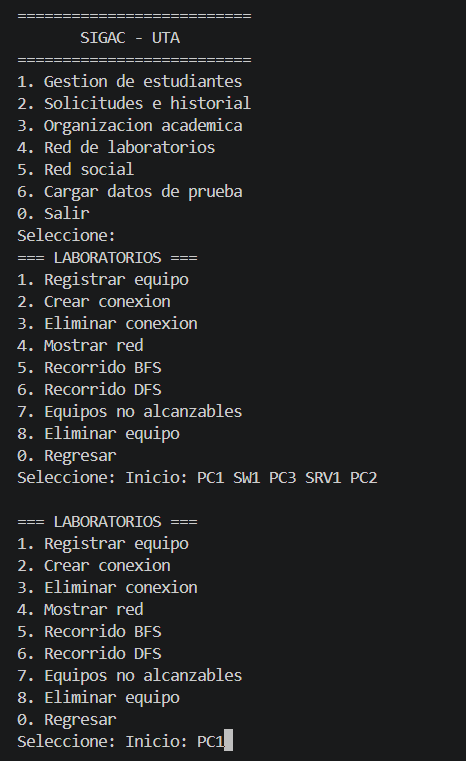 ==========================
SIGAC - UTA
==========================
1. Gestion de estudiantes
2. Solicitudes e historial
3. Organizacion academica
4. Red de laboratorios
5. Red social
6. Cargar datos de prueba
0. Salir
Seleccione:
=== LABORATORIOS ===
1. Registrar equipo
2. Crear conexion
3. Eliminar conexion
4. Mostrar red
5. Recorrido BFS
6. Recorrido DFS
7. Equipos no alcanzables
8. Eliminar equipo
0. Regresar
Seleccione: Inicio: PC1 SW1 PC3 SRV1 PC2
=== LABORATORIOS ===
1. Registrar equipo
2. Crear conexion
3. Eliminar conexion
4. Mostrar red
5. Recorrido BFS
6. Recorrido DFS
7. Equipos no alcanzables
8. Eliminar equipo
0. Regresar
Seleccione: Inicio: PC1